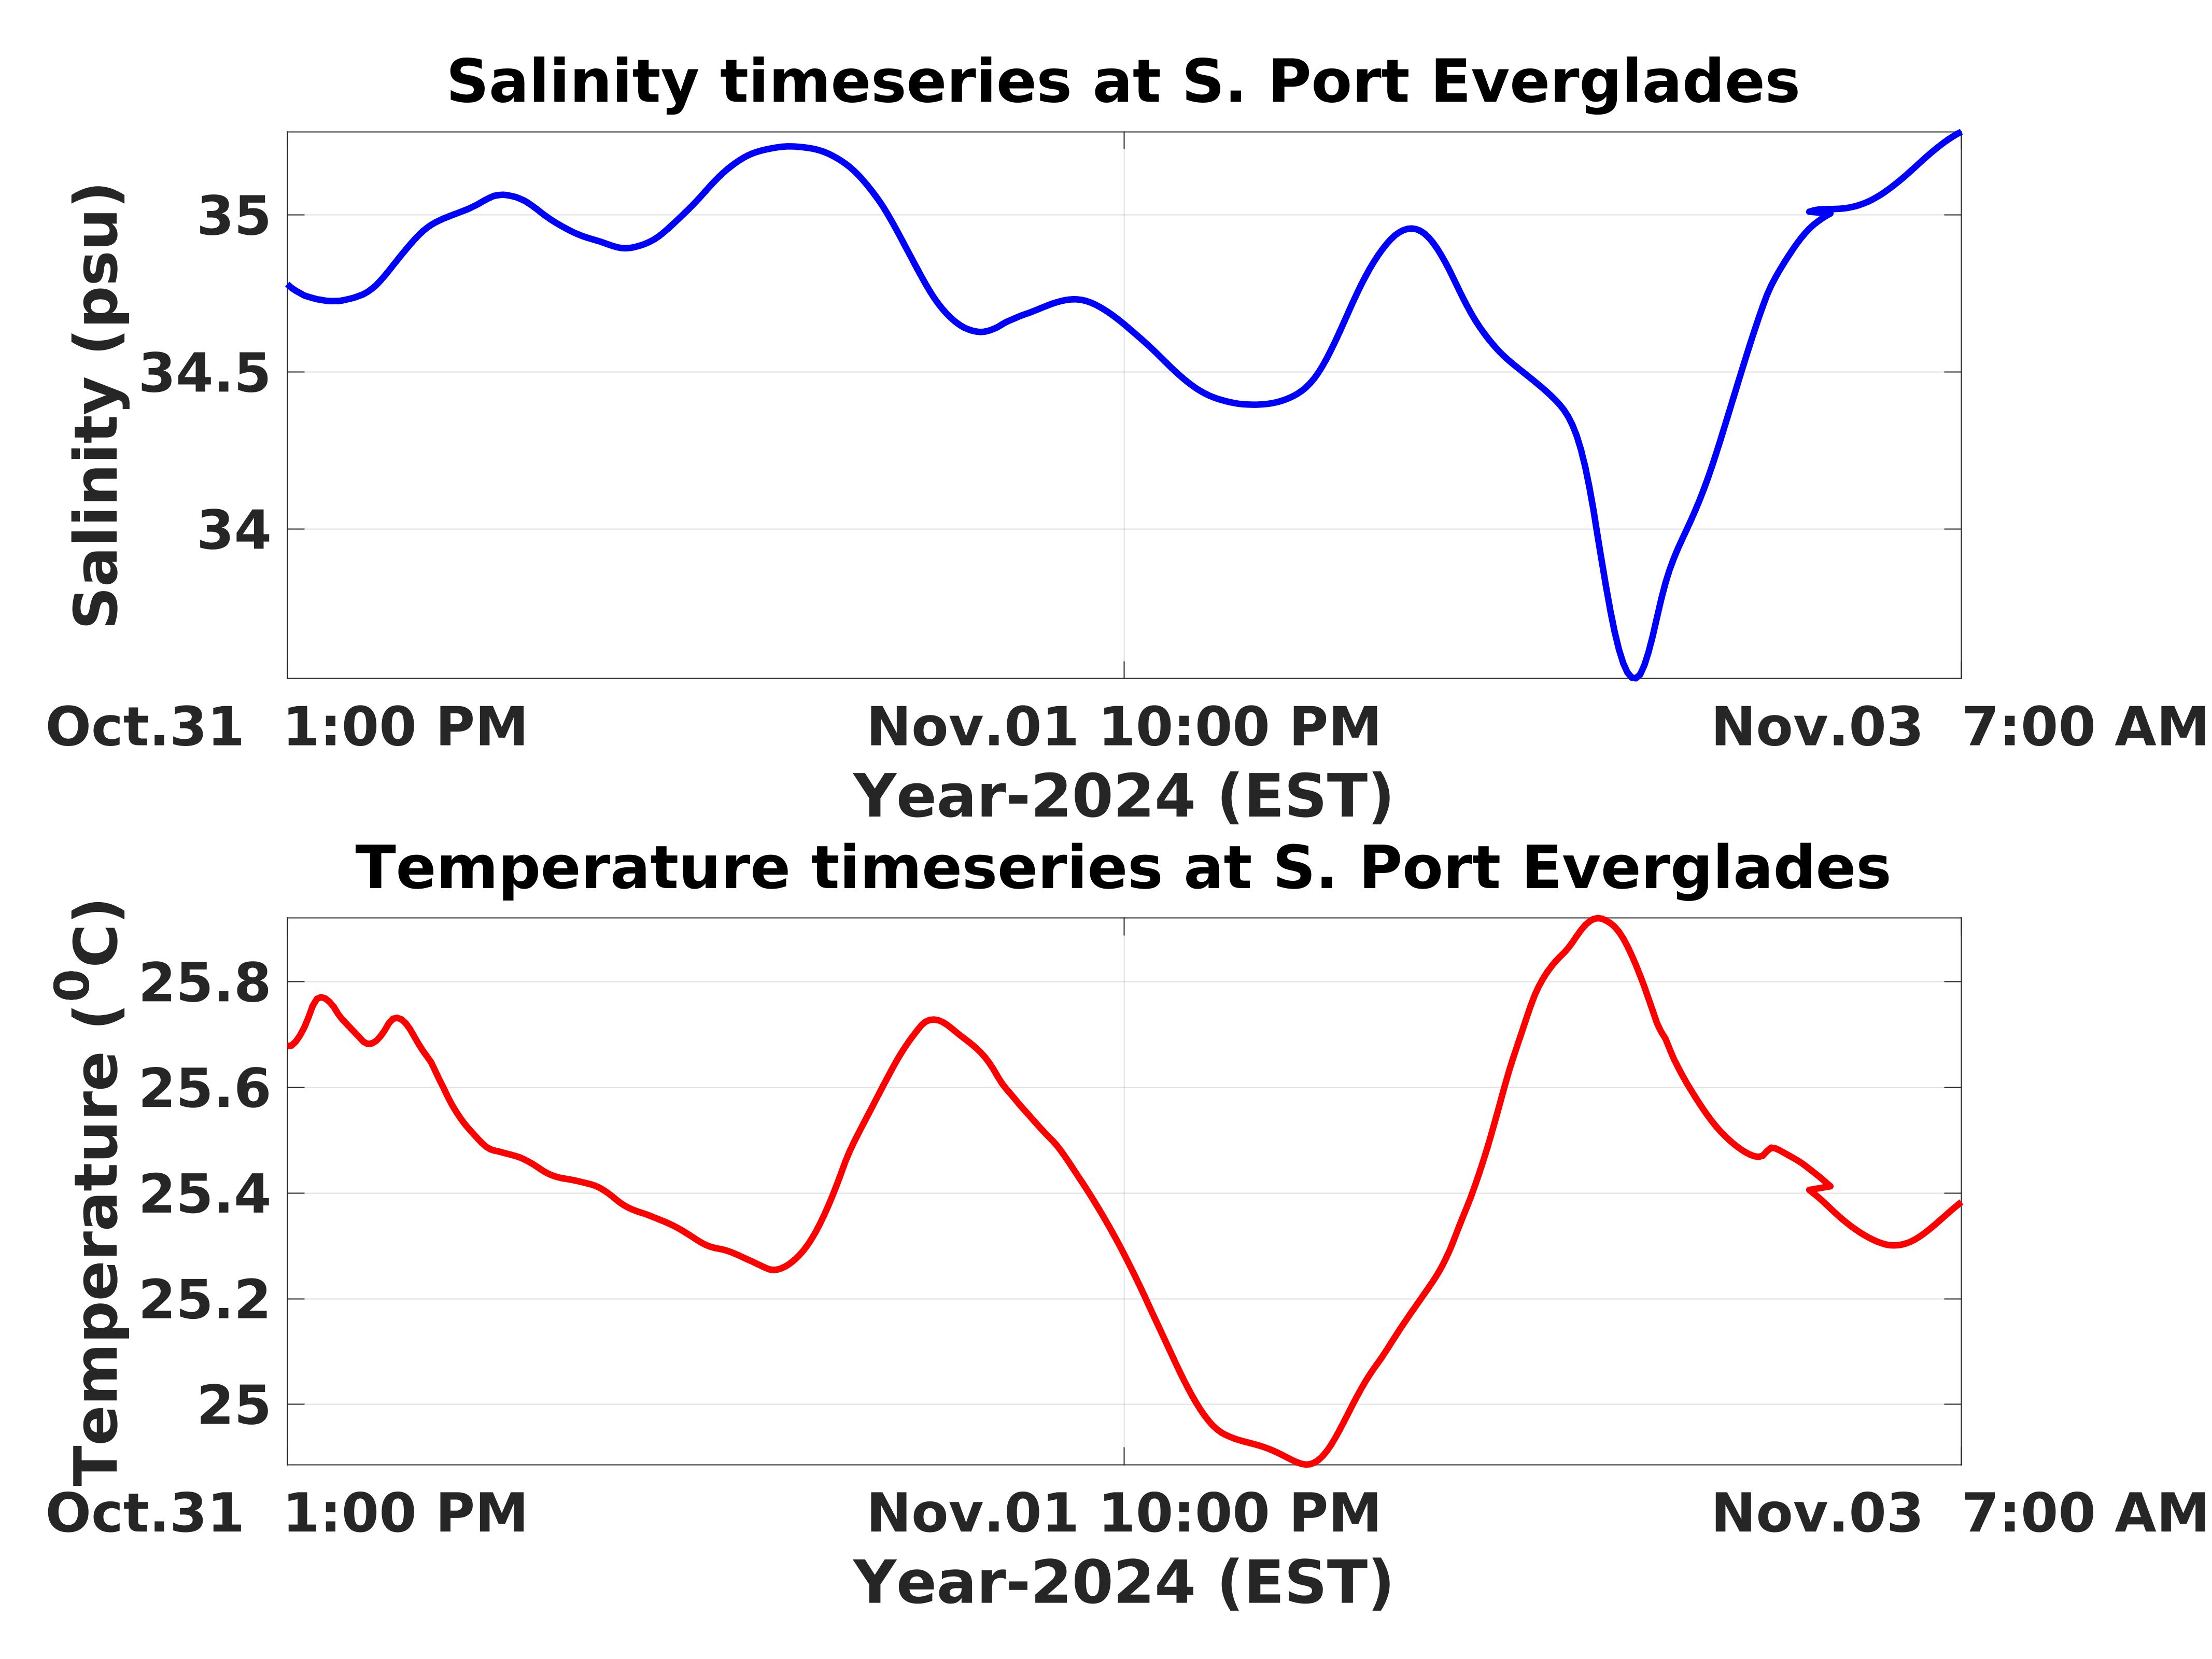 Salinity timeseries at S. Port Everglades
Salinity (psu)
35
34.5
34
Oct.31  1:00 PM
Nov.01 10:00 PM
Nov.03  7:00 AM
Year-2024 (EST)
Temperature timeseries at S. Port Everglades
Temperature (⁰C)
25.8
25.6
25.4
25.2
25
Oct.31  1:00 PM
Nov.01 10:00 PM
Nov.03  7:00 AM
Year-2024 (EST)